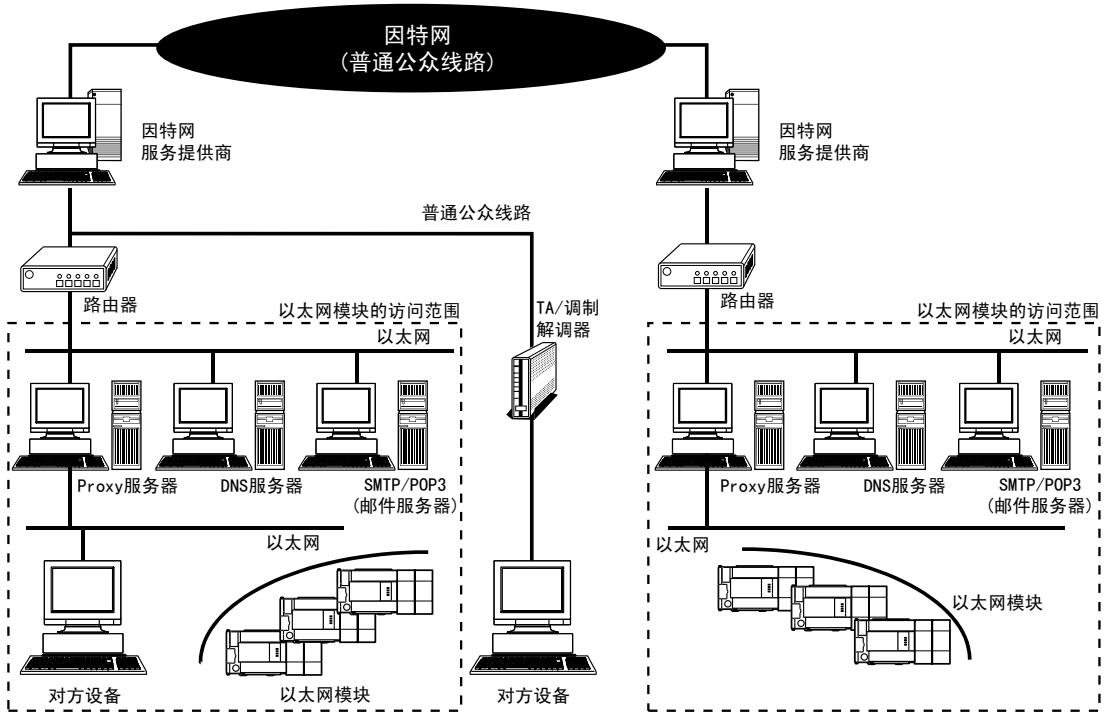 因特网
(普通公众线路)
因特网
服务提供商
因特网
服务提供商
普通公众线路
路由器
路由器
TA/调制
解调器
以太网模块的访问范围
以太网
Proxy服务器
DNS服务器
SMTP/POP3
(邮件服务器)
以太网
对方设备
以太网模块
对方设备
以太网模块的访问范围
以太网
Proxy服务器
DNS服务器
SMTP/POP3
(邮件服务器)
以太网
以太网模块